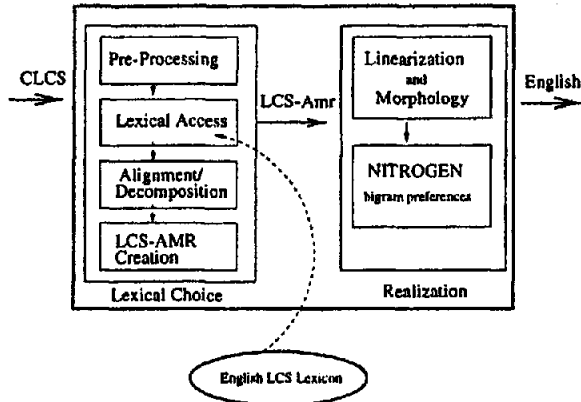 CLCS
Pre-Processing
Lexical Access
Alignment/
Decomposition
LCS-AMR
Creation
Lexical Choice
LCS-Amr
Linearization
and
Morphology
NITROGEN
bigram preferences
Realization
English
English LCS Lexicon